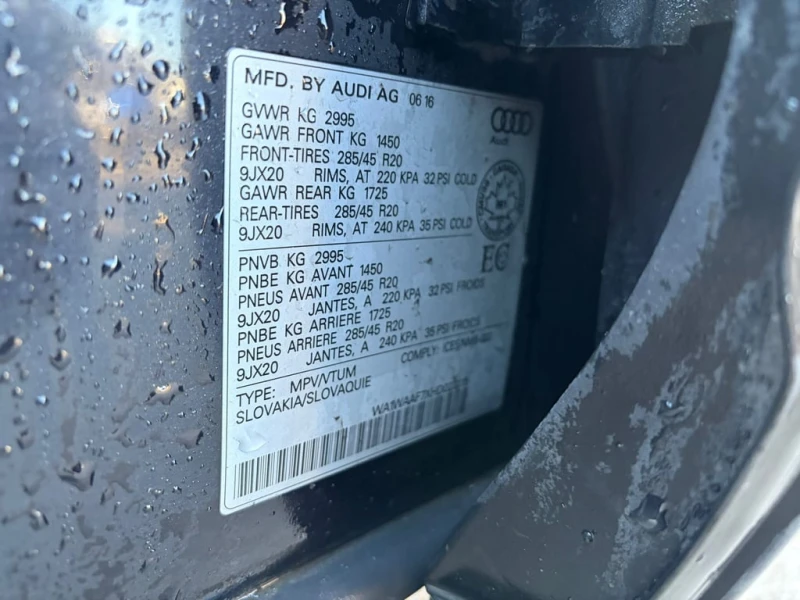 MFD. BY AUDI AG 06 16
Audi
GVWR KG 2995
GAWR FRONT KG 1450
FRONT-TIRES 285/45 R20
9JX20 RIMS, AT 220 KPA 32 PSI COLD
GAWR REAR KG 1725
REAR-TIRES 285/45 R20
9JX20 RIMS, AT 240 KPA 35 PSI COLD
EC
PNVB KG 2995
PNBE KG AVANT 1450
PNEUS AVANT 285/45 R20
9JX20 JANTES, A 220 KPA 32 PSI FROIDS
PNBE KG ARRIERE 1725
PNEUS ARRIERE 285/45 R20
9JX20 JANTES, A 240 KPA 35 PSI FROIDS
COMPLY:
TYPE: MPV/VTUM
SLOVAKIA/SLOVAQUIE